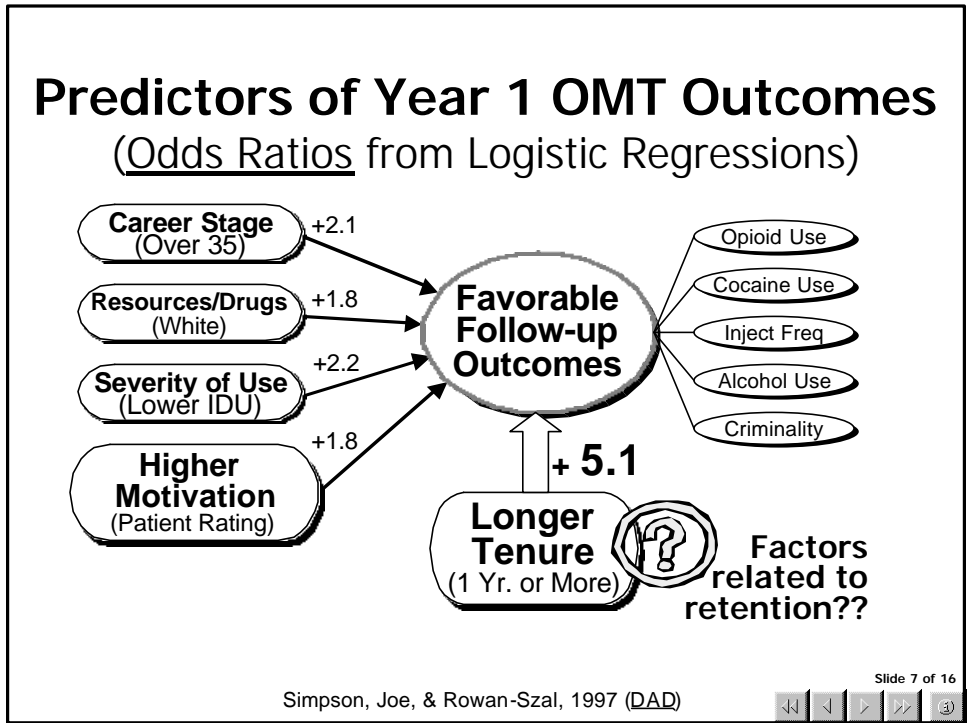 Predictors of Year 1 OMT Outcomes
(Odds Ratios from Logistic Regressions)
Career Stage
(Over 35)
+2.1
Resources/Drugs
(White)
+1.8
Severity of Use
(Lower IDU)
+2.2
Higher
Motivation
(Patient Rating)
+1.8
Favorable
Follow-up
Outcomes
Opioid Use
Cocaine Use
Inject Freq
Alcohol Use
Criminality
+ 5.1
Longer
Tenure
(1 Yr. or More)
?
Factors
related to
retention??
Simpson, Joe, & Rowan-Szal, 1997 (DAD)
Slide 7 of 16